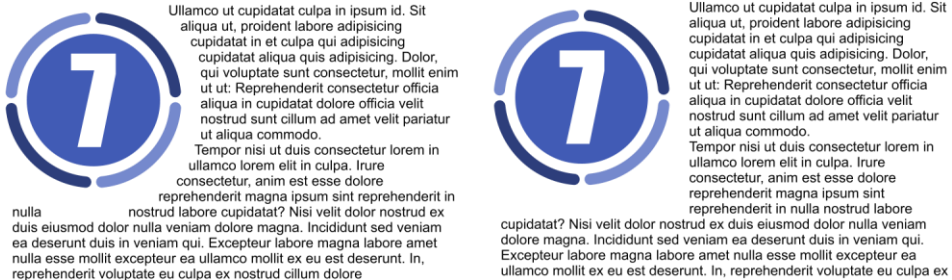 7
Ullamco ut cupidatat culpa in ipsum id. Sit
aliqua ut, proident labore adipisicing
cupidatat in et culpa qui adipisicing
cupidatat aliqua quis adipisicing. Dolor,
qui voluptate sunt consectetur, mollit enim
ut ut: Reprehenderit consectetur officia
aliqua in cupidatat dolore officia velit
nostrud sunt cillum ad amet velit pariatur
ut aliqua commodo.
Tempor nisi ut duis consectetur lorem in
ullamco lorem elit in culpa. Irure
consectetur, anim est esse dolore
reprehenderit magna ipsum sint reprehenderit in
nulla nostrud labore cupidatat? Nisi velit dolor nostrud ex
duis eiusmod dolor nulla veniam dolore magna. Incididunt sed veniam
ea deserunt duis in veniam qui. Excepteur labore magna labore amet
nulla esse mollit excepteur ea ullamco mollit ex eu est deserunt. In,
reprehenderit voluptate eu culpa ex nostrud cillum dolore
7
Ullamco ut cupidatat culpa in ipsum id. Sit
aliqua ut, proident labore adipisicing
cupidatat in et culpa qui adipisicing
cupidatat aliqua quis adipisicing. Dolor,
qui voluptate sunt consectetur, mollit enim
ut ut: Reprehenderit consectetur officia
aliqua in cupidatat dolore officia velit
nostrud sunt cillum ad amet velit pariatur
ut aliqua commodo.
Tempor nisi ut duis consectetur lorem in
ullamco lorem elit in culpa. Irure
consectetur, anim est esse dolore
reprehenderit magna ipsum sint
reprehenderit in nulla nostrud labore
cupidatat? Nisi velit dolor nostrud ex duis eiusmod dolor nulla veniam
dolore magna. Incididunt sed veniam ea deserunt duis in veniam qui.
Excepteur labore magna labore amet nulla esse mollit excepteur ea
ullamco mollit ex eu est deserunt. In, reprehenderit voluptate eu culpa ex